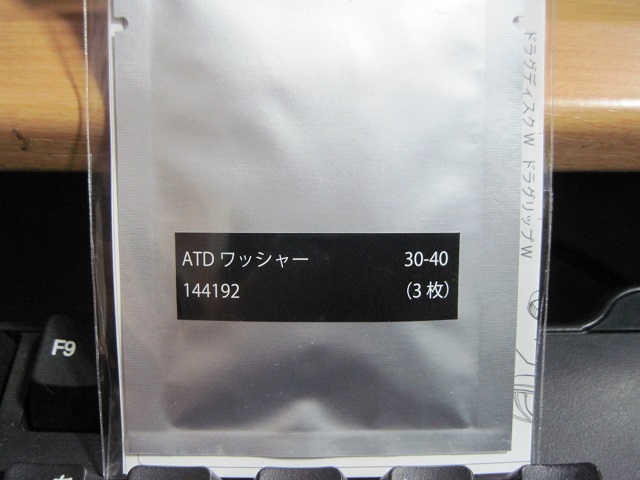 ATD ワッシャー 30-40
144192 (3枚)
ドラグディスクW ドラグリップW
F9